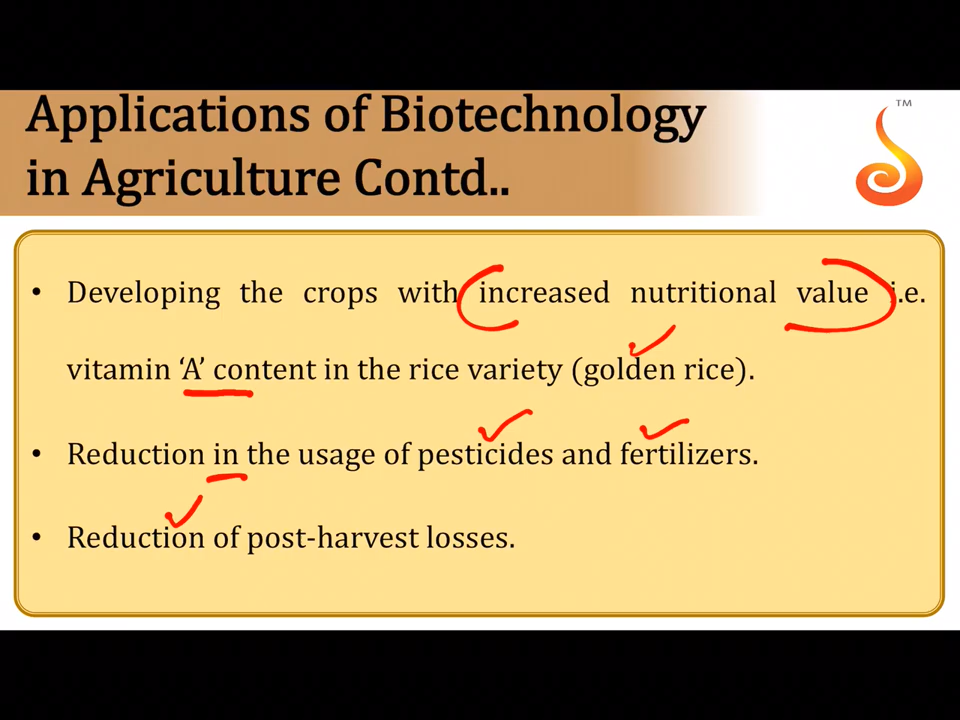 Applications of Biotechnology
in Agriculture Contd..
TM
• Developing the crops with increased nutritional value i.e.
vitamin ‘A’ content in the rice variety (golden rice).
• Reduction in the usage of pesticides and fertilizers.
• Reduction of post-harvest losses.